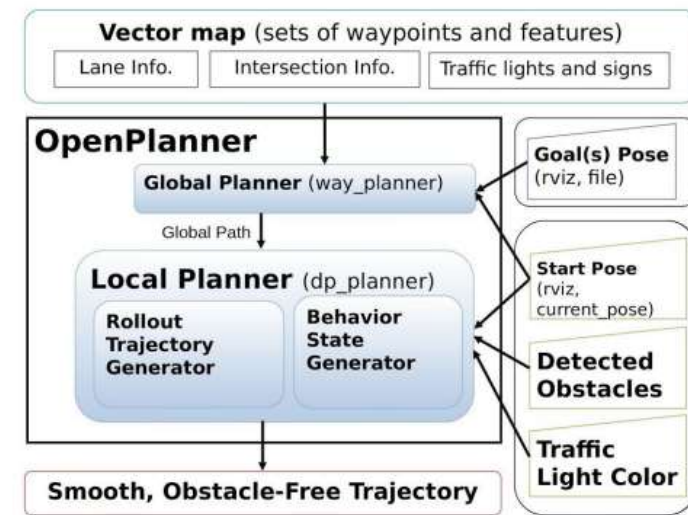 Vector map (sets of waypoints and features)
Lane Info.
Intersection Info.
Traffic lights and signs
OpenPlanner
Global Planner (way_planner)
Goal(s) Pose
(rviz, file)
Global Path
Local Planner (dp_planner)
Rollout
Trajectory
Generator
Behavior
State
Generator
Start Pose
(rviz,
current_pose)
Detected
Obstacles
Traffic
Light Color
Smooth, Obstacle-Free Trajectory